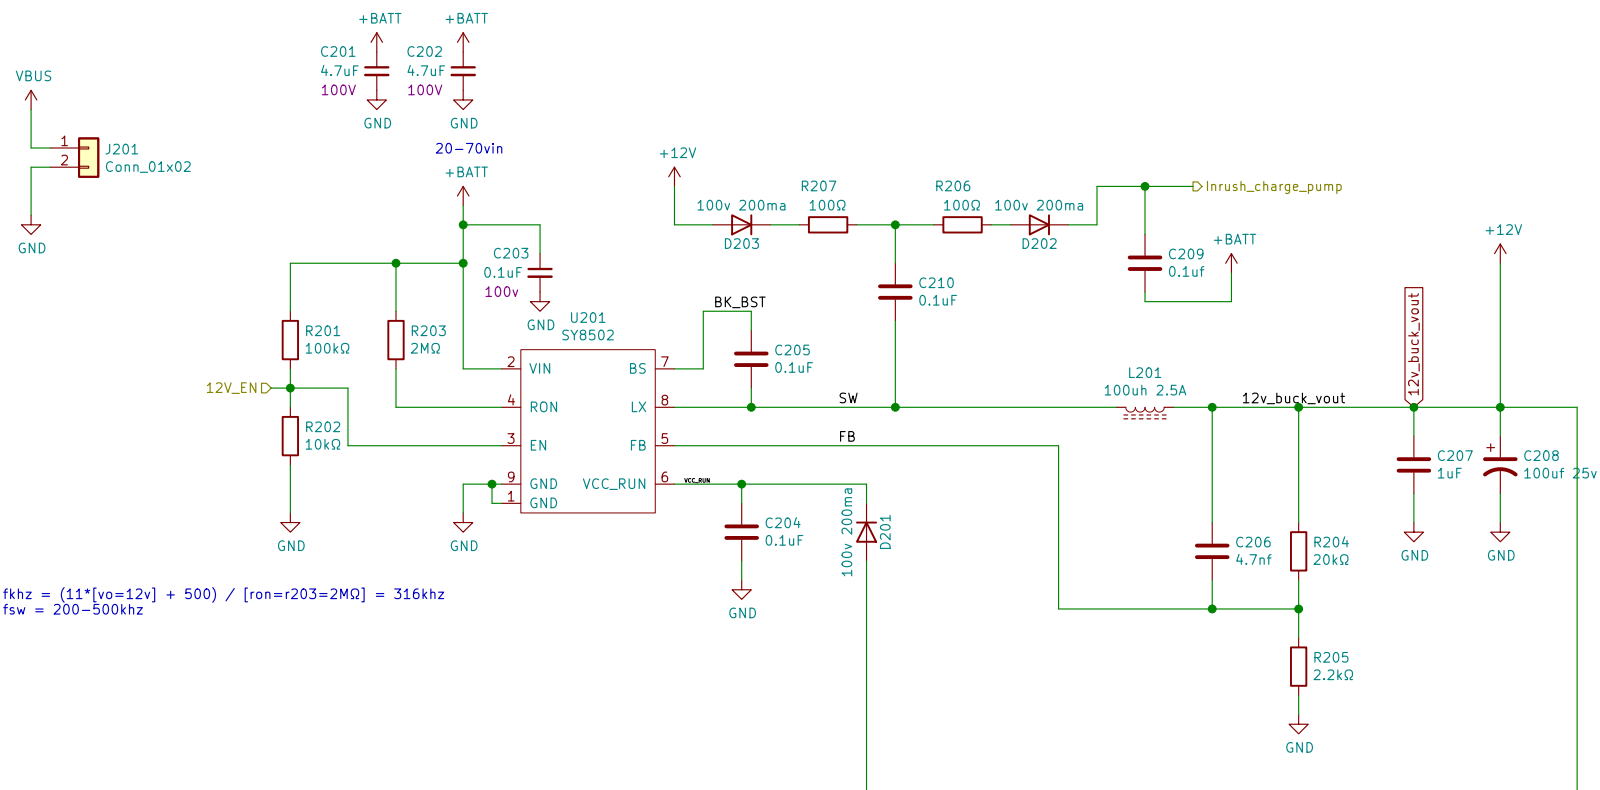 +BATT
+BATT
C201
4.7uF
100V
C202
4.7uF
100V
GND
GND
VBUS
1
2
J201
Conn_01x02
GND
20-70vin
+BATT
C203
0.1uF
100v
GND
R201
100kΩ
R203
2MΩ
12V_EN
R202
10kΩ
GND
GND
U201
SY8502
2
VIN
4
RON
3
EN
9
GND
1
GND
BS
7
LX
8
FB
5
VCC_RUN
6
BK_BST
C205
0.1uF
SW
FB
VCC_RUN
C204
0.1uF
GND
100v 200ma
D201
+12V
100v 200ma
D203
R207
100Ω
R206
100Ω
100v 200ma
D202
Inrush_charge_pump
C210
0.1uF
C209
0.1uf
+BATT
L201
100uh 2.5A
12v_buck_vout
12v_buck_vout
+12V
C207
1uF
GND
C208
100uf 25v
+
GND
C206
4.7nf
R204
20kΩ
R205
2.2kΩ
GND
fkhz = (11*[vo=12v] + 500) / [ron=r203=2MΩ] = 316khz
fsw = 200-500khz